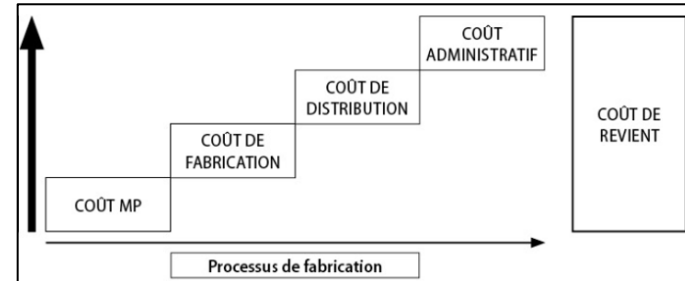 COÛT
ADMINISTRATIF
COÛT DE
DISTRIBUTION
COÛT DE
REVIENT
COÛT DE
FABRICATION
COÛT MP
Processus de fabrication